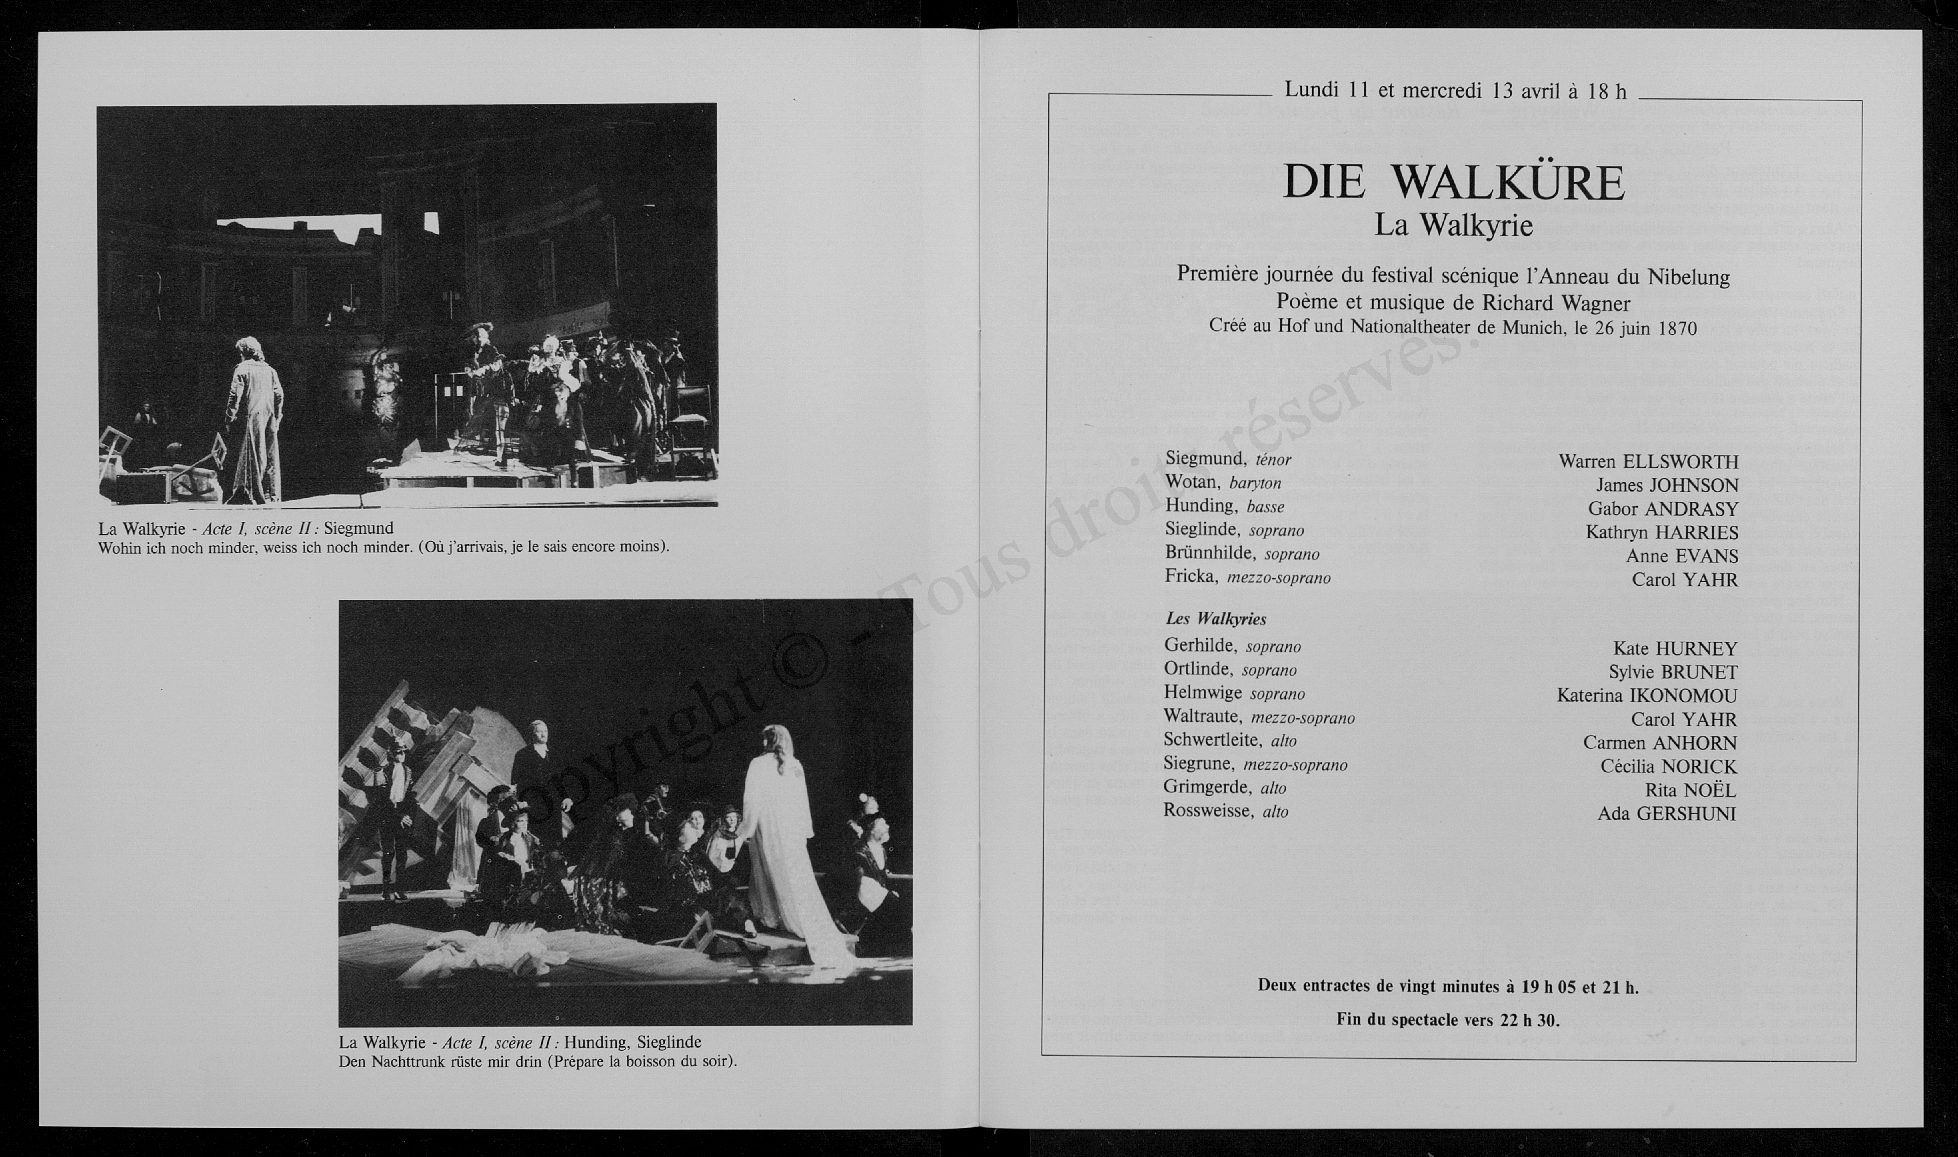 La Walkyrie - Acte I, scène II : Siegmund
Wohin ich noch minder, weiss ich noch minder. (Où j'arrivais, je le sais encore moins).
La Walkyrie - Acte I, scène II : Hunding, Sieglinde
Den Nachttrunk rüste mir drin (Prépare la boisson du soir).
Copyright © - Tous droits réservés.
Lundi 11 et mercredi 13 avril à 18 h
DIE WALKÜRE
La Walkyrie
Première journée du festival scénique l'Anneau du Nibelung
Poème et musique de Richard Wagner
Créé au Hof und Nationaltheater de Munich, le 26 juin 1870
Siegmund, ténor Warren ELLSWORTH
Wotan, baryton James JOHNSON
Hunding, basse Gabor ANDRASY
Sieglinde, soprano Kathryn HARRIES
Brünnhilde, soprano Anne EVANS
Fricka, mezzo-soprano Carol YAHR
Les Walkyries
Gerhilde, soprano Kate HURNEY
Ortlinde, soprano Sylvie BRUNET
Helmwige soprano Katerina IKONOMOU
Waltraute, mezzo-soprano Carol YAHR
Schwertleite, alto Carmen ANHORN
Siegrune, mezzo-soprano Cécilia NORICK
Grimgerde, alto Rita NOËL
Rossweisse, alto Ada GERSHUNI
Deux entractes de vingt minutes à 19 h 05 et 21 h.
Fin du spectacle vers 22 h 30.